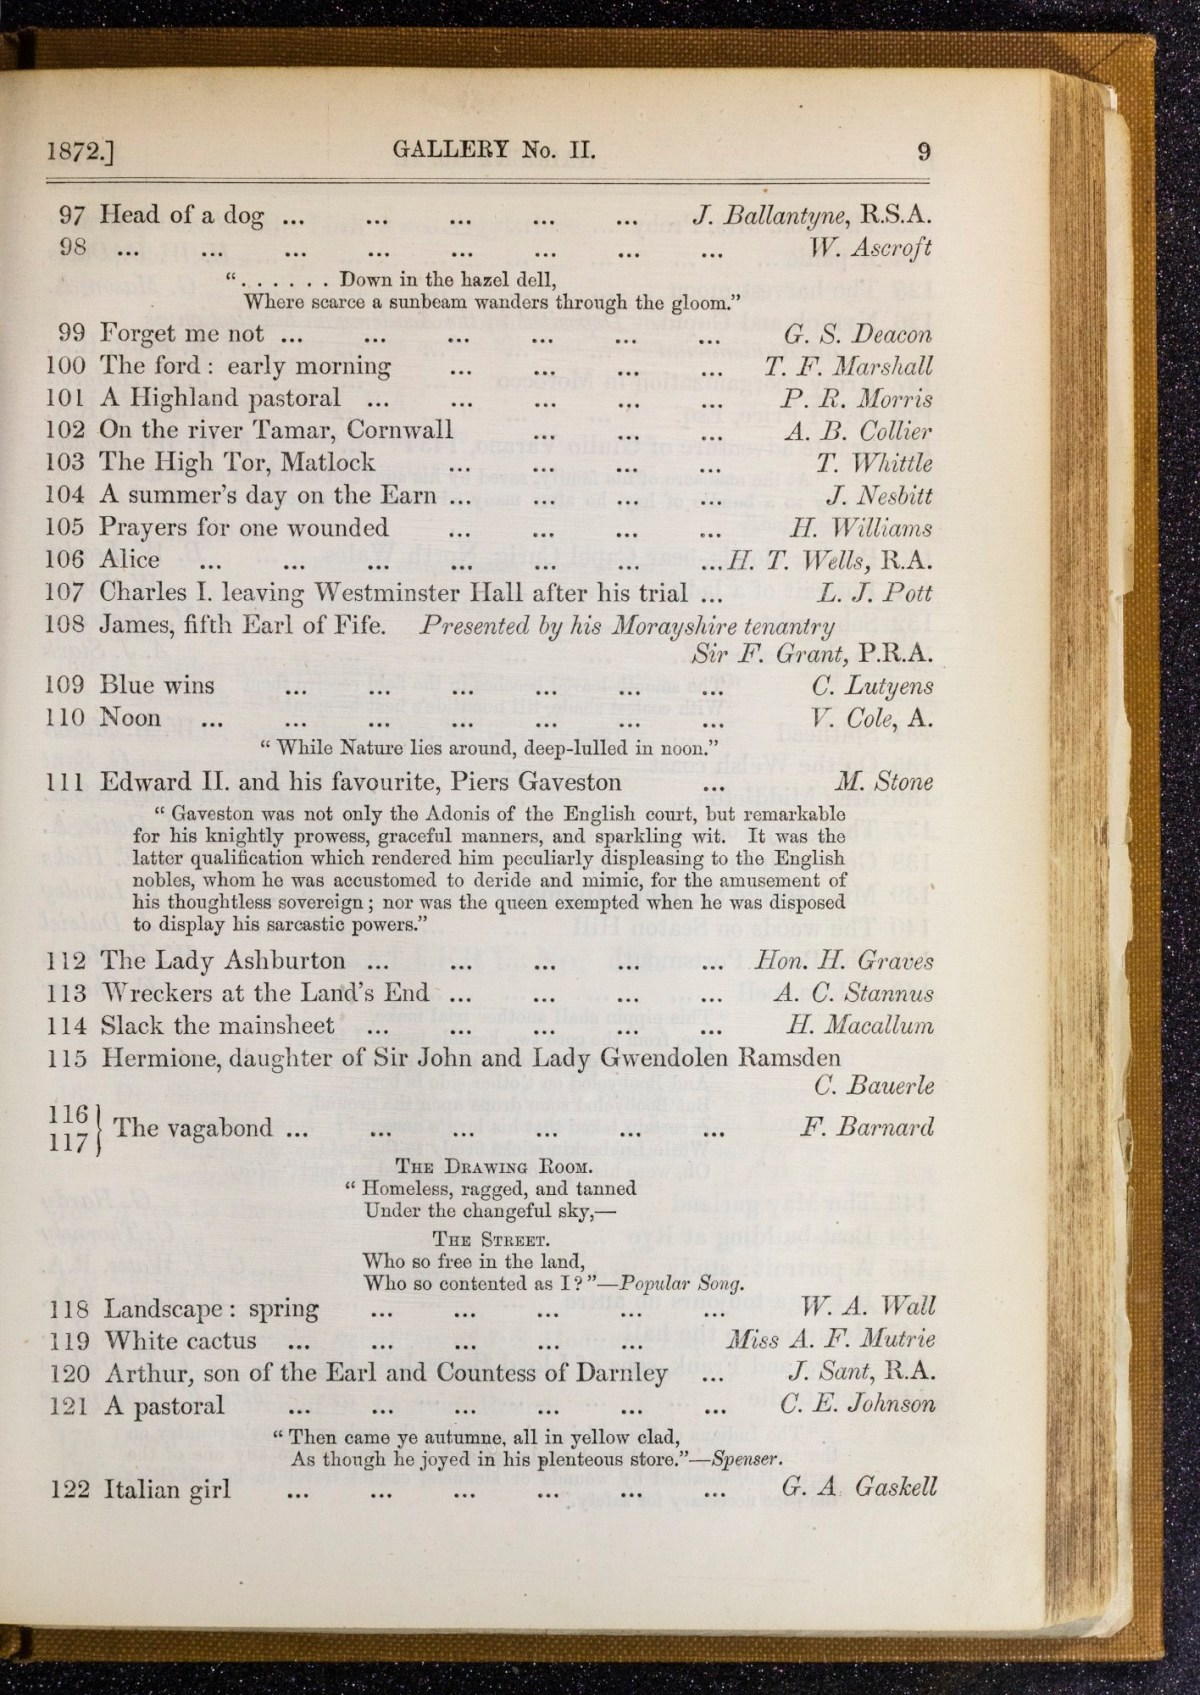 1872.] GALLERY No. II. 9
97 Head of a dog ... ... ... ... ... J. Ballantyne, R.S.A.
98 ... ... ... ... ... ... ... ... W. Ascroft
“ . . . . . . Down in the hazel dell,
Where scarce a sunbeam wanders through the gloom.”
99 Forget me not ... ... ... ... ... ... G. S. Deacon
100 The ford : early morning ... ... ... ... T. F. Marshall
101 A Highland pastoral ... ... ... ... ... P. R. Morris
102 On the river Tamar, Cornwall ... ... ... A. B. Collier
103 The High Tor, Matlock ... ... ... ... T. Whittle
104 A summer’s day on the Earn ... ... ... ... J. Nesbitt
105 Prayers for one wounded ... ... ... ... H. Williams
106 Alice ... ... ... ... ... ... ... H. T. Wells, R.A.
107 Charles I. leaving Westminster Hall after his trial ... L. J. Pott
108 James, fifth Earl of Fife. Presented by his Morayshire tenantry
Sir F. Grant, P.R.A.
109 Blue wins ... ... ... ... ... ... C. Lutyens
110 Noon ... ... ... ... ... ... ... V. Cole, A.
“ While Nature lies around, deep-lulled in noon.”
111 Edward II. and his favourite, Piers Gaveston ... M. Stone
“ Gaveston was not only the Adonis of the English court, but remarkable
for his knightly prowess, graceful manners, and sparkling wit. It was the
latter qualification which rendered him peculiarly displeasing to the English
nobles, whom he was accustomed to deride and mimic, for the amusement of
his thoughtless sovereign ; nor was the queen exempted when he was disposed
to display his sarcastic powers.”
112 The Lady Ashburton ... ... ... ... ... Hon. H. Graves
113 Wreckers at the Land’s End ... ... ... ... A. C. Stannus
114 Slack the mainsheet ... ... ... ... ... H. Macallum
115 Hermione, daughter of Sir John and Lady Gwendolen Ramsden
C. Bauerle
116
117 } The vagabond ... ... ... ... ... ... F. Barnard
THE DRAWING ROOM.
“ Homeless, ragged, and tanned
Under the changeful sky,—
THE STREET.
Who so free in the land,
Who so contented as I ? ”—Popular Song.
118 Landscape : spring ... ... ... ... ... W. A. Wall
119 White cactus ... ... ... ... ... Miss A. F. Mutrie
120 Arthur, son of the Earl and Countess of Darnley ... J. Sant, R.A.
121 A pastoral ... ... ... ... ... ... C. E. Johnson
“ Then came ye autumne, all in yellow clad,
As though he joyed in his plenteous store.”—Spenser.
122 Italian girl ... ... ... ... ... ... G. A. Gaskell